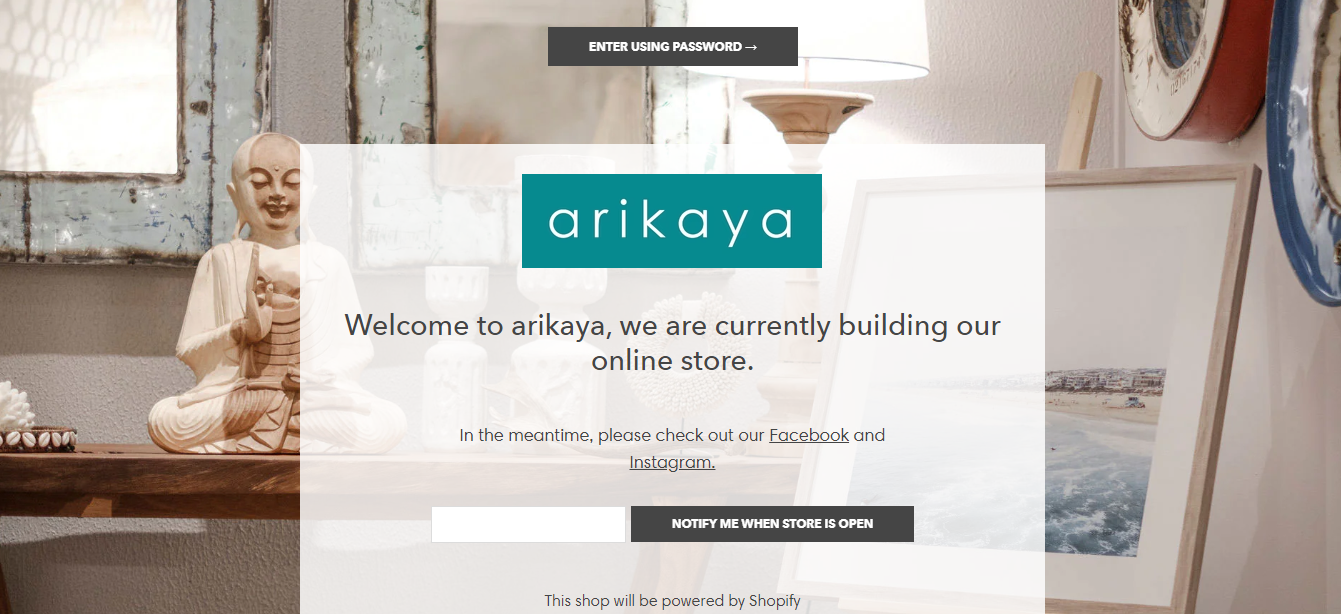 ENTER USING PASSWORD →
arikaya
Welcome to arikaya, we are currently building our
online store.
In the meantime, please check out our Facebook and
Instagram.
NOTIFY ME WHEN STORE IS OPEN
This shop will be powered by Shopify